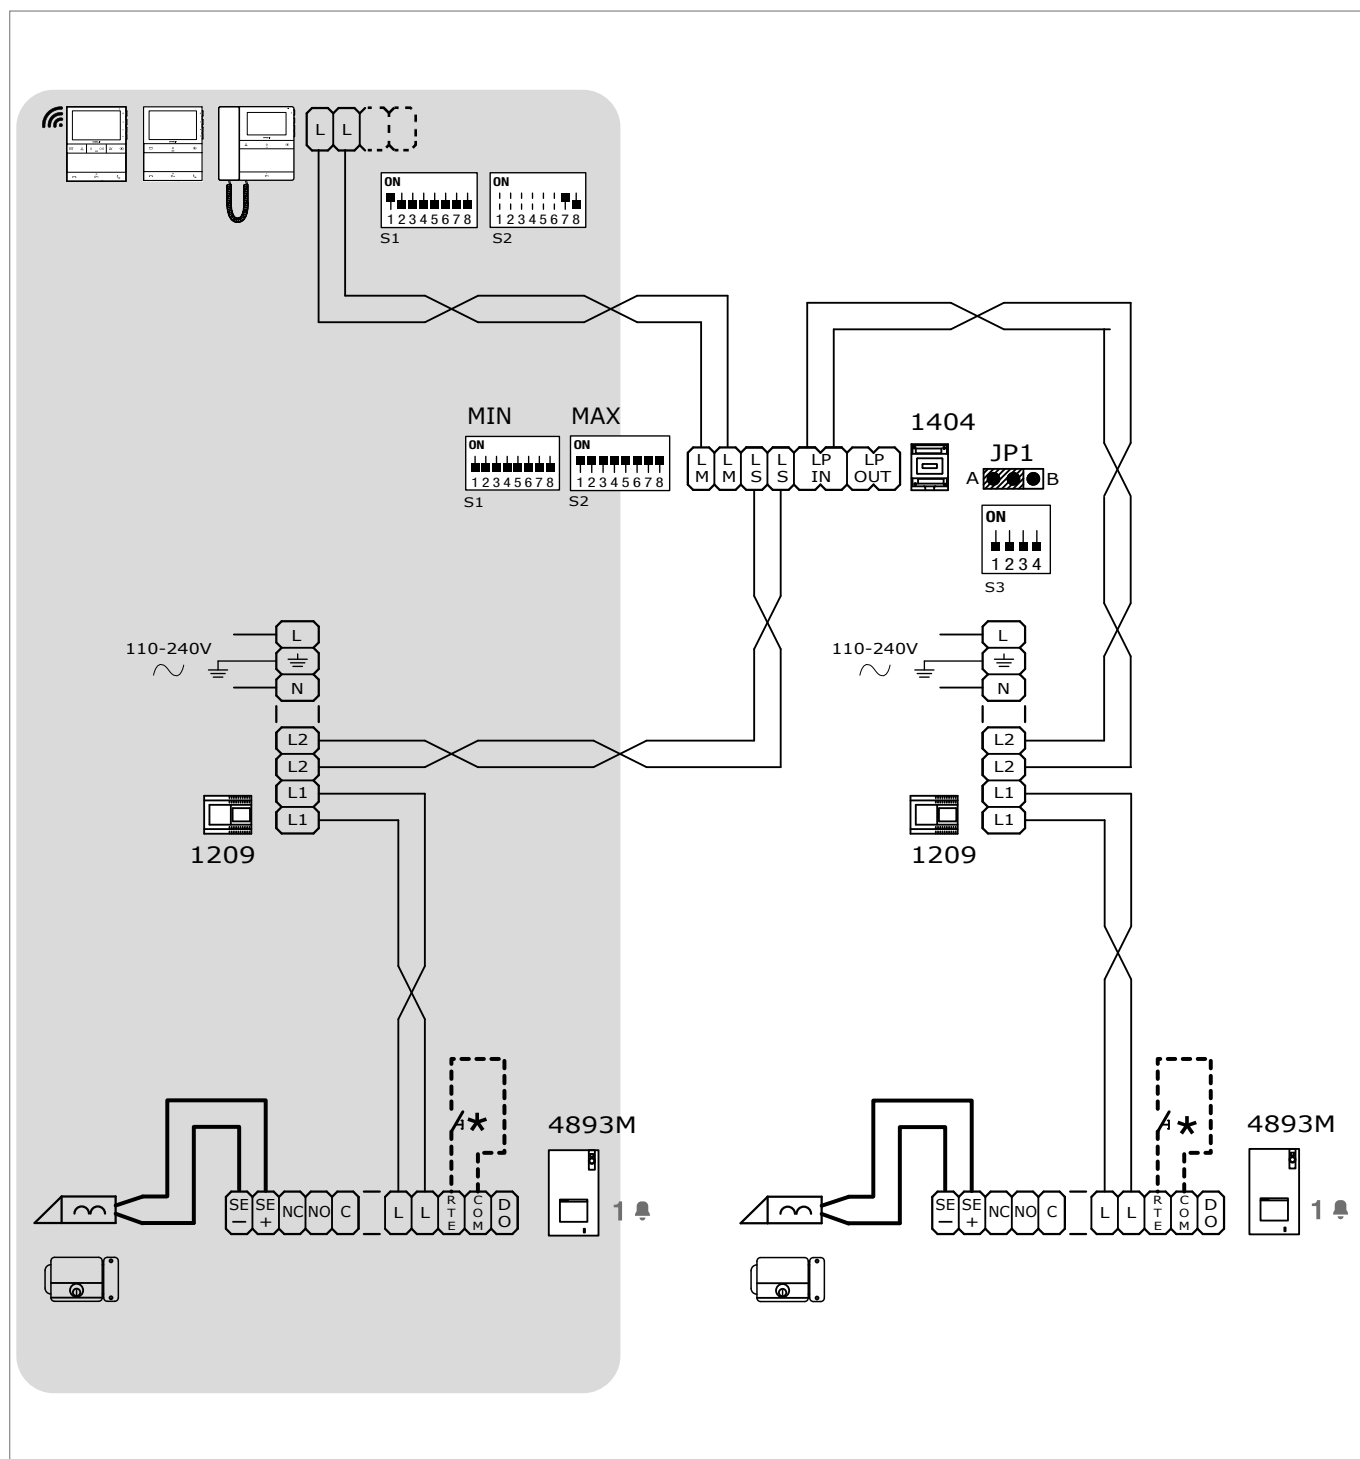 L L
ON ON
1 2 3 4 5 6 7 8 1 2 3 4 5 6 7 8
S1 S2
MIN MAX 1404
ON ON
1 2 3 4 5 6 7 8 1 2 3 4 5 6 7 8
S1 S2
LM LM LS LS LP IN LP OUT
JP1
A B
ON
1 2 3 4
S3
110-240V
L
N
L2
L2
L1
L1
1209
110-240V
L
N
L2
L2
L1
L1
1209
* 4893M
SE – SE + NC NO C L L RTE COM DO
1
* 4893M
SE – SE + NC NO C L L RTE COM DO
1